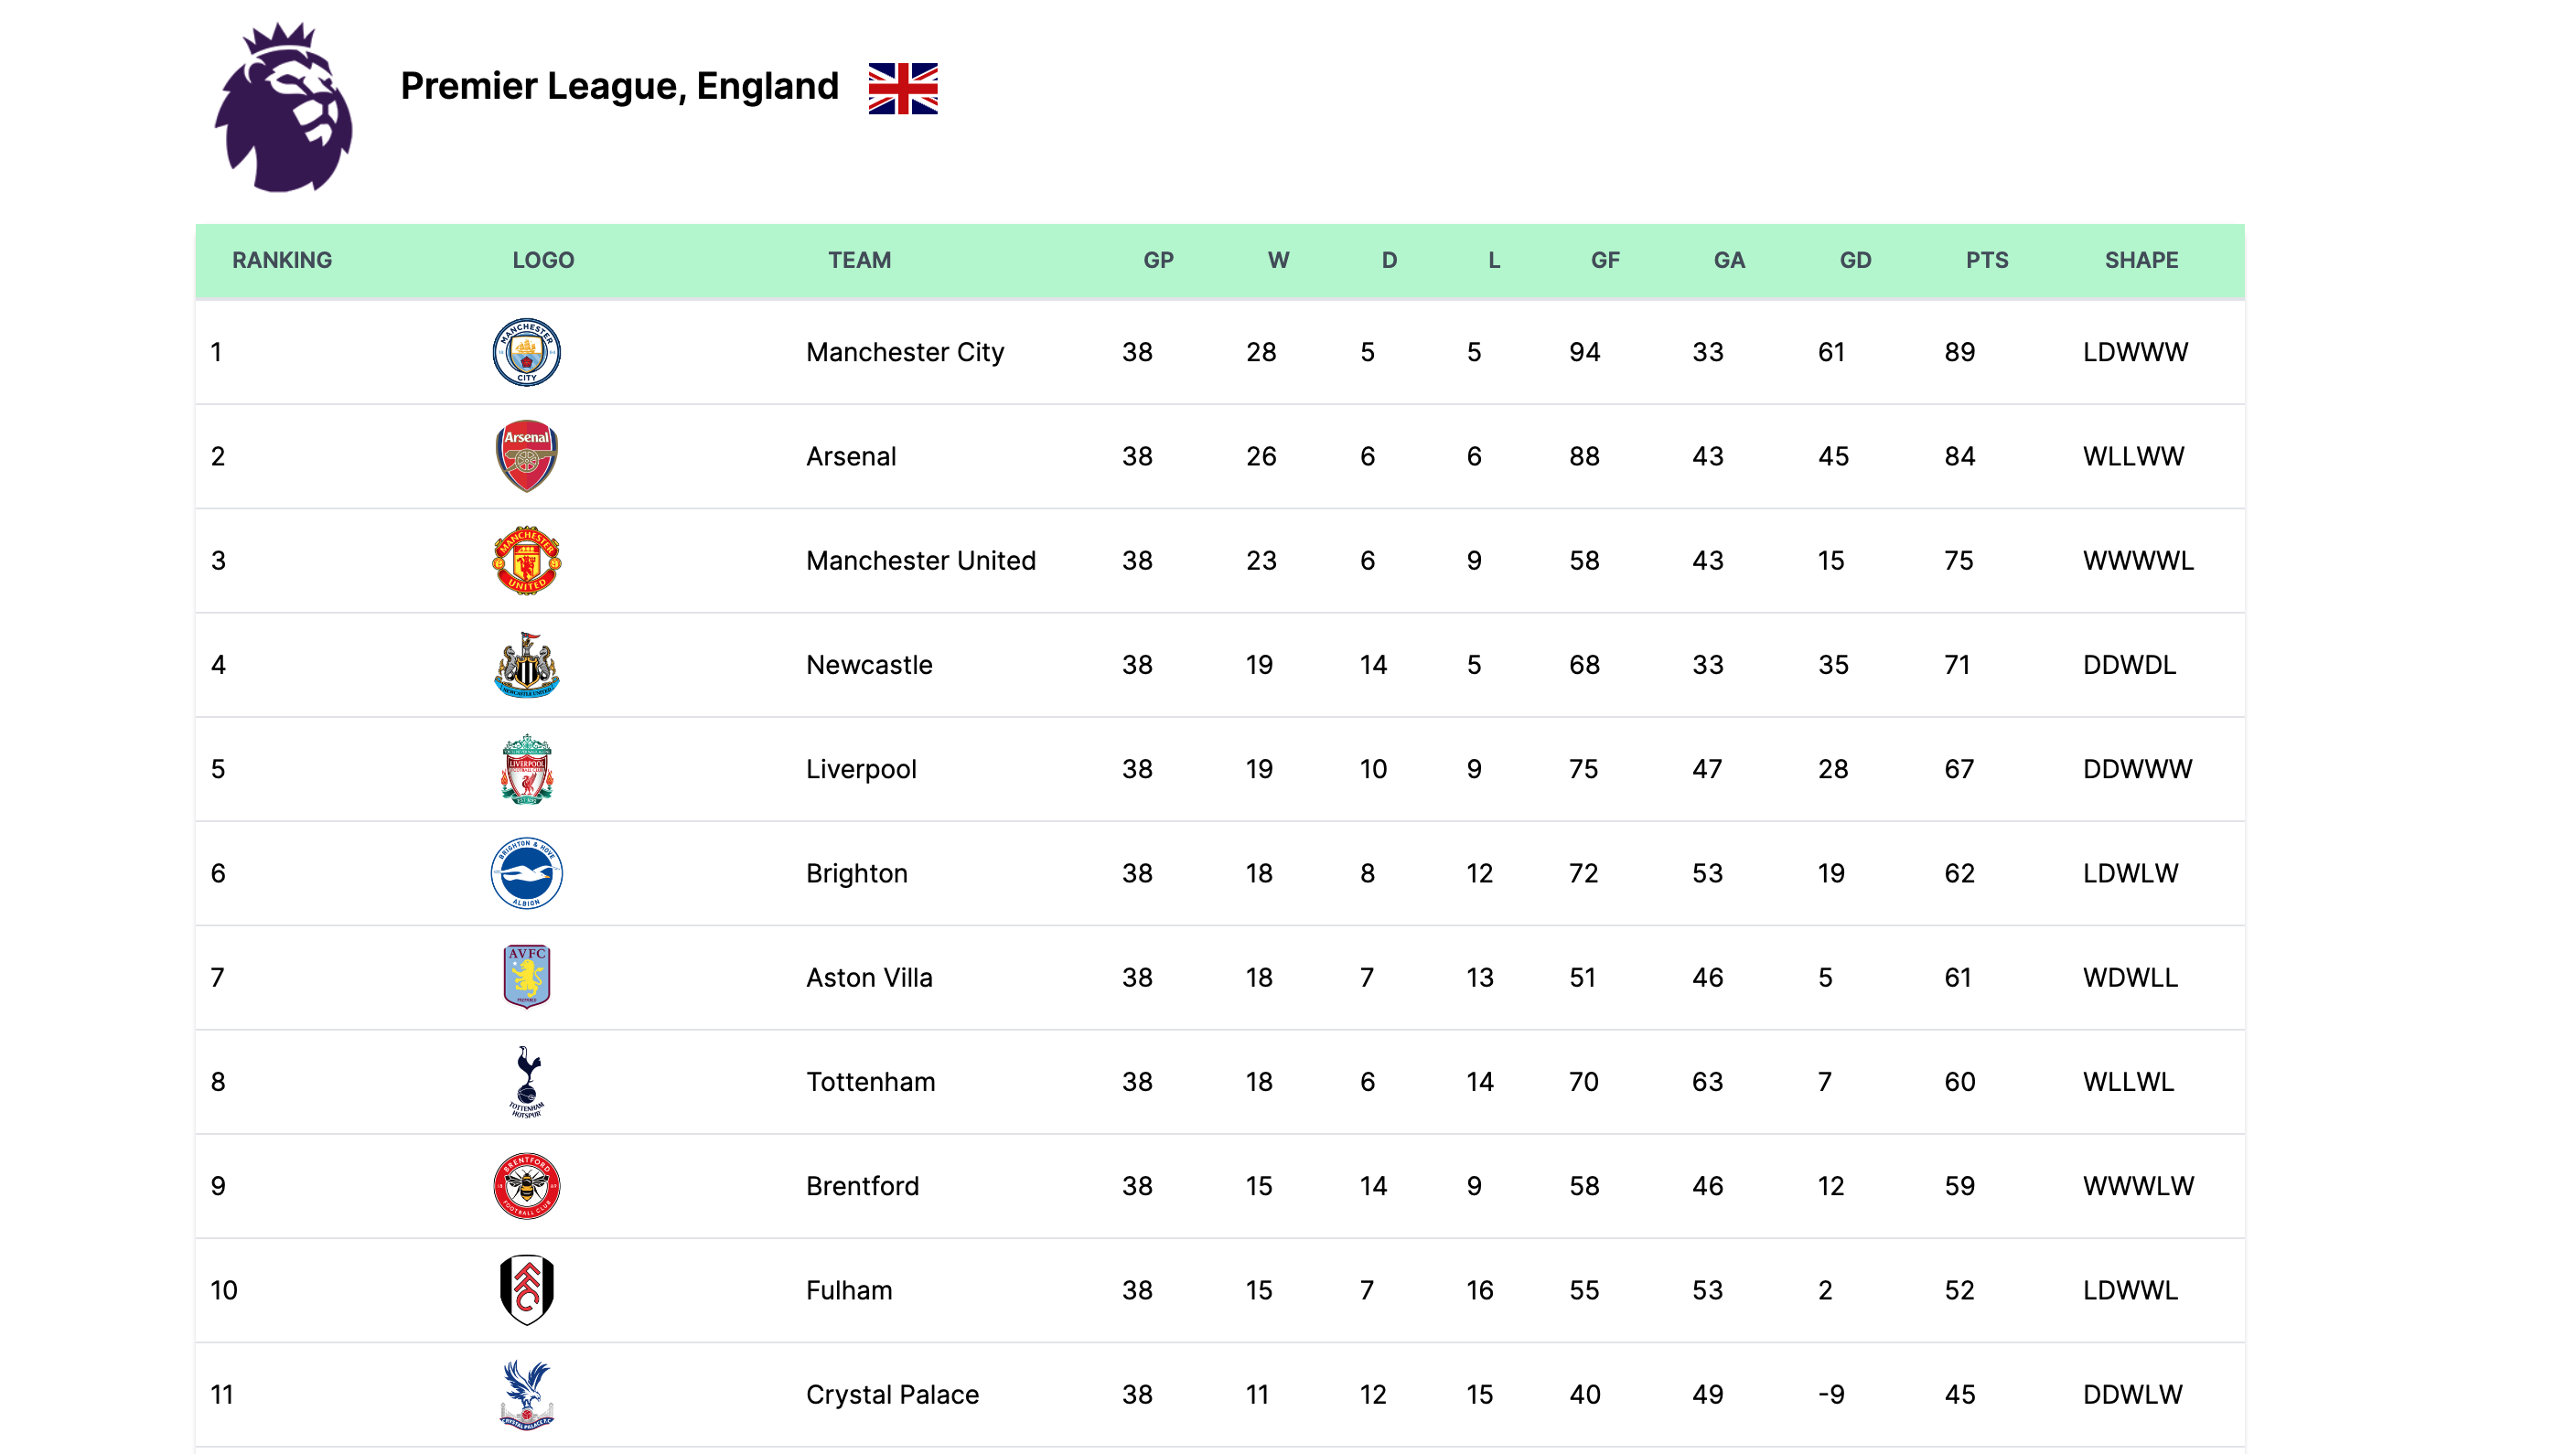 Premier League, England
RANKING LOGO TEAM GP W D L GF GA GD PTS SHAPE
1 MANCHESTER CITY Manchester City 38 28 5 5 94 33 61 89 LDWWW
2 Arsenal Arsenal 38 26 6 6 88 43 45 84 WLLWW
3 MANCHESTER UNITED Manchester United 38 23 6 9 58 43 15 75 WWWWL
4 NEWCASTLE UNITED Newcastle 38 19 14 5 68 33 35 71 DDWDL
5 LIVERPOOL Liverpool 38 19 10 9 75 47 28 67 DDWWW
6 BRIGHTON & HOVE ALBION Brighton 38 18 8 12 72 53 19 62 LDWLW
7 AVFC Aston Villa 38 18 7 13 51 46 5 61 WDWLL
8 TOTTENHAM HOTSPUR Tottenham 38 18 6 14 70 63 7 60 WLLWL
9 BRENTFORD FOOTBALL CLUB Brentford 38 15 14 9 58 46 12 59 WWWLW
10 FFC Fulham 38 15 7 16 55 53 2 52 LDWWL
11 CRYSTAL PALACE F.C Crystal Palace 38 11 12 15 40 49 -9 45 DDWLW